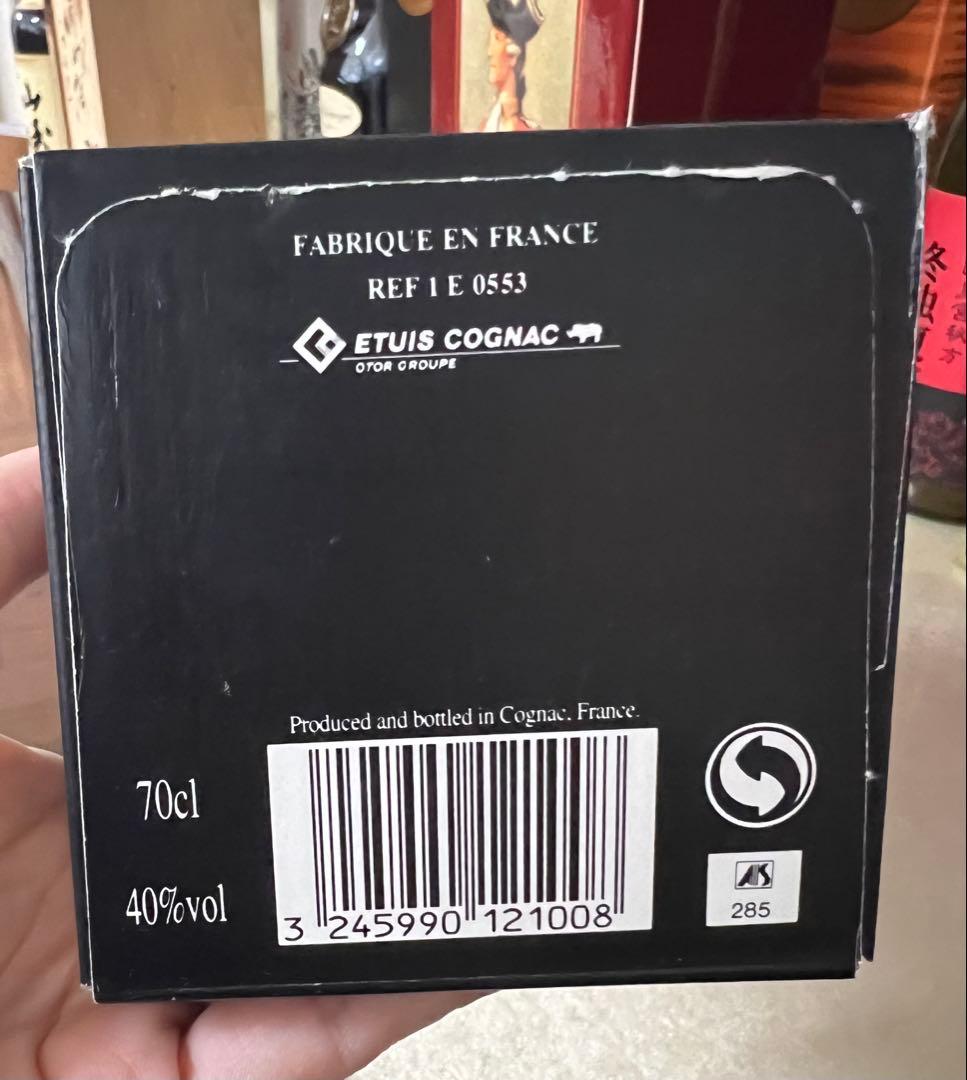 FABRIQUE EN FRANCE
REF 1 E 0553
ETUIS COGNAC
OTOR GROUPE
Produced and bottled in Cognac, France.
70cl
40%vol
3 245990 121008
AIS
285